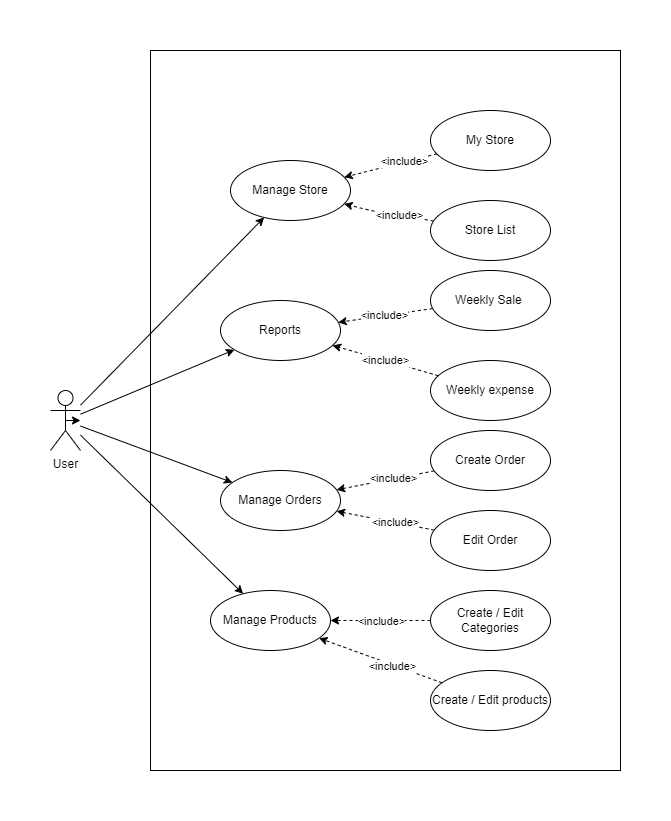 My Store
<include>
Manage Store
<include>
Store List
Weekly Sale
<include>
Reports
<include>
Weekly expense
User
Create Order
<include>
Manage Orders
<include>
Edit Order
Create / Edit
Categories
Manage Products
<include>
<include>
Create / Edit products